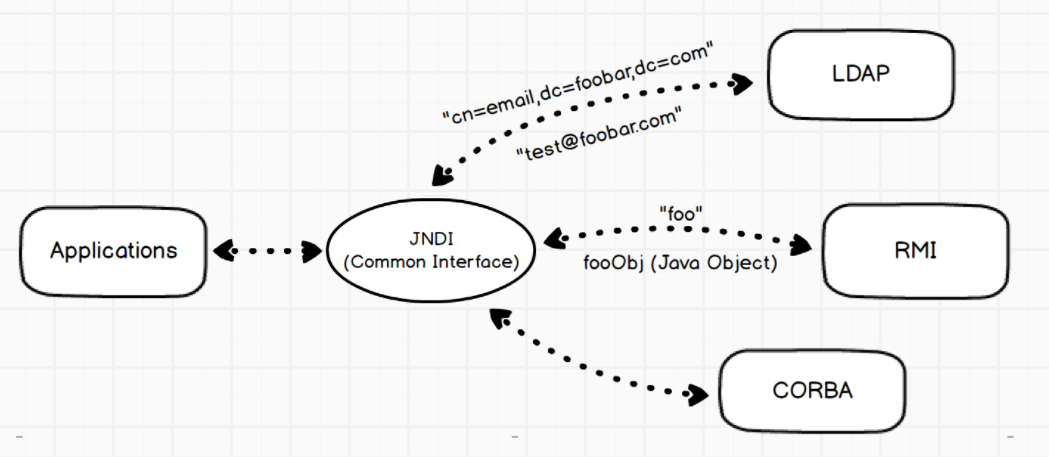 "cn=email,dc=foobar,dc=com"
LDAP
"test@foobar.com"
"foo"
Applications
JNDI
(Common Interface)
RMI
fooObj (Java Object)
CORBA